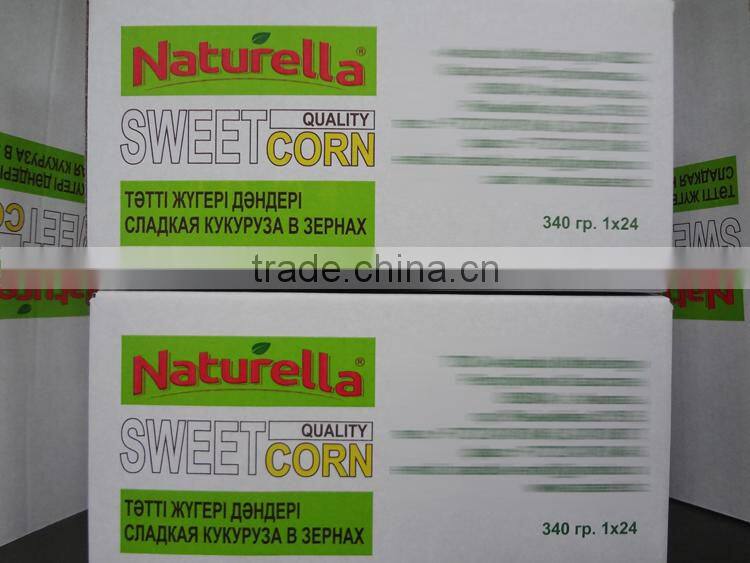 Naturella®
QUALITY
SWEET CORN
ТӘТТІ ЖҮГЕРІ ДӘНДЕРІ
СЛАДКАЯ КУКУРУЗА В ЗЕРНАХ
340 гр. 1x24
trade.china.cn
Naturella®
QUALITY
SWEET CORN
ТӘТТІ ЖҮГЕРІ ДӘНДЕРІ
СЛАДКАЯ КУКУРУЗА В ЗЕРНАХ
340 гр. 1x24